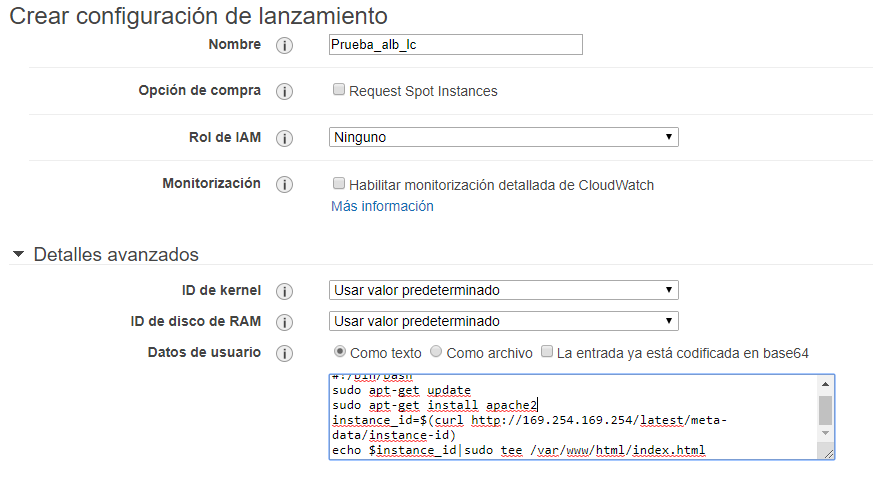 Crear configuración de lanzamiento
Nombre
Prueba_alb_lc
Opción de compra
Request Spot Instances
Rol de IAM
Ninguno
Monitorización
Habilitar monitorización detallada de CloudWatch
Más información
Detalles avanzados
ID de kernel
Usar valor predeterminado
ID de disco de RAM
Usar valor predeterminado
Datos de usuario
Como texto Como archivo La entrada ya está codificada en base64
sudo apt-get update
sudo apt-get install apache2
instance_id=$(curl http://169.254.169.254/latest/meta-
data/instance-id)
echo $instance_id|sudo tee /var/www/html/index.html